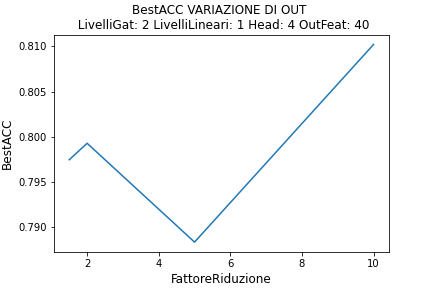 BestACC VARIAZIONE DI OUT
LivelliGat: 2 LivelliLineari: 1 Head: 4 OutFeat: 40
0.810
0.805
0.800
0.795
0.790
BestACC
2 4 6 8 10
FattoreRiduzione